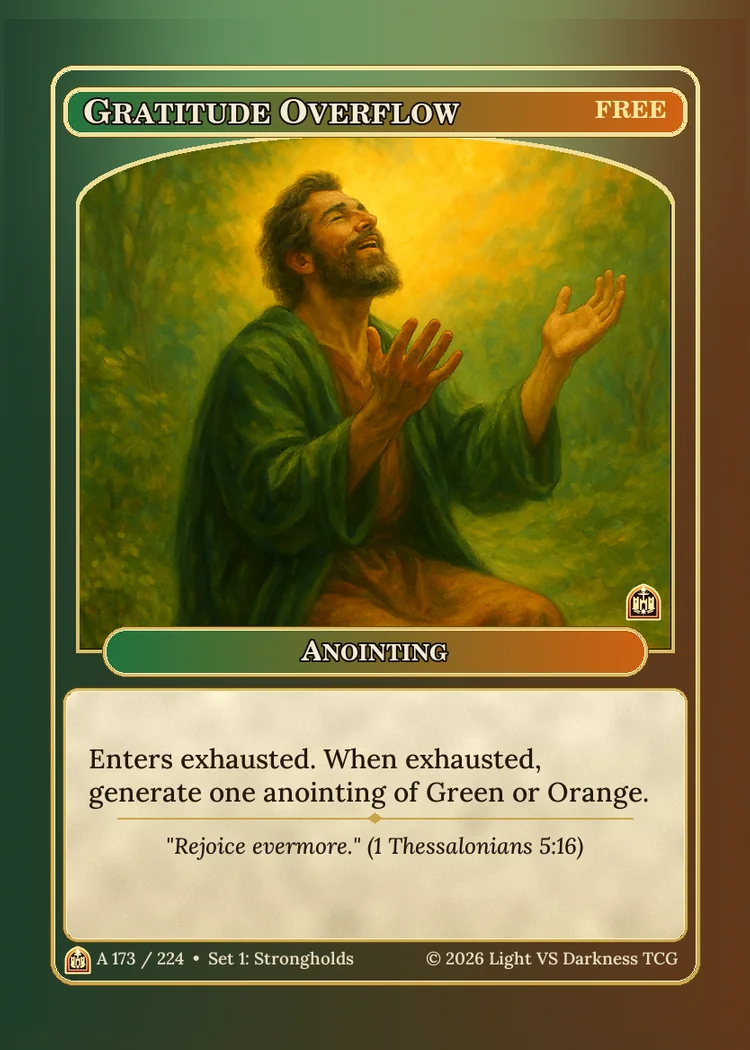 Gratitude Overflow FREE
Anointing
Enters exhausted. When exhausted,
generate one anointing of Green or Orange.
"Rejoice evermore." (1 Thessalonians 5:16)
A 173 / 224 • Set 1: Strongholds © 2026 Light VS Darkness TCG